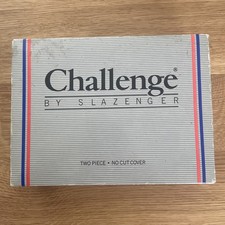 Challenge®
BY SLAZENGER
TWO PIECE • NO CUT COVER